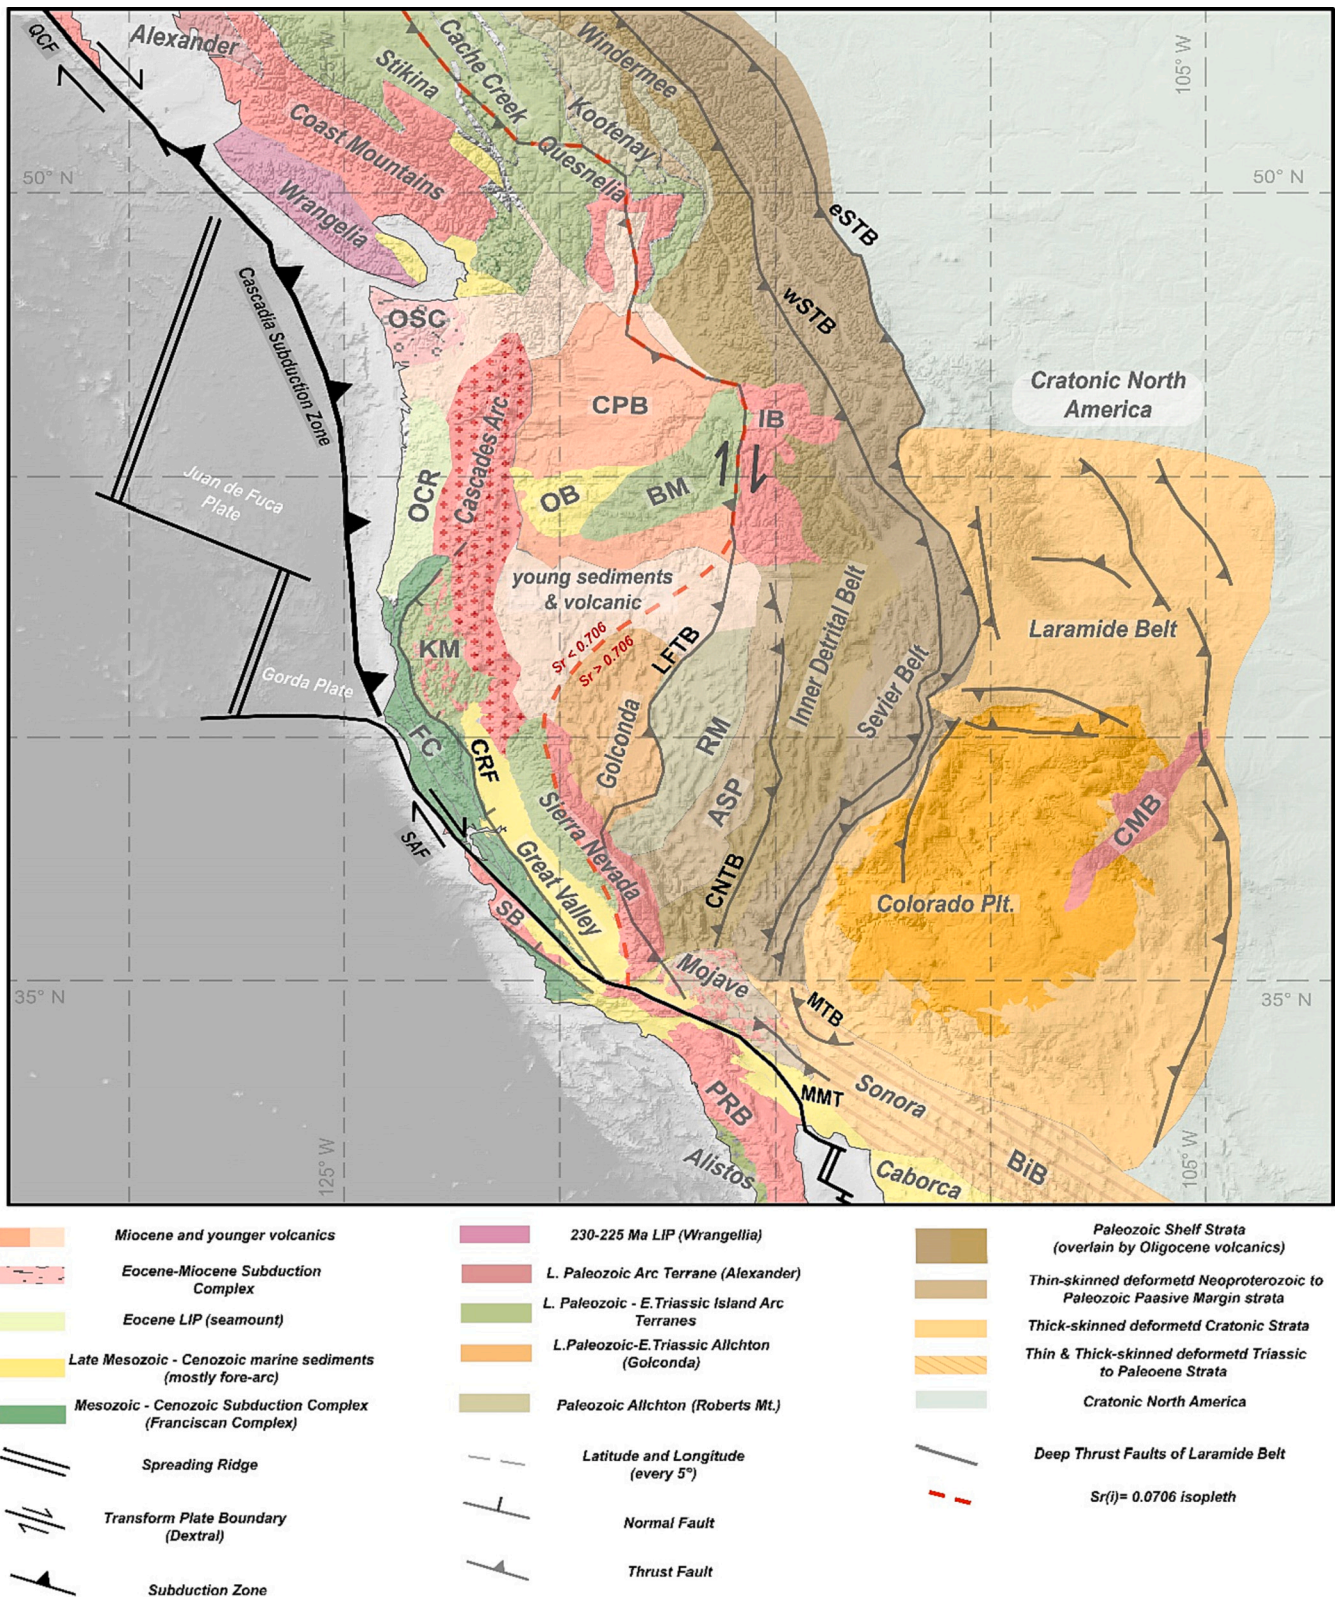 QCF
Alexander
Stikina
Cache Creek
Windermee
105° W
Coast Mountains
Kootenay
Quesnelia
50° N
50° N
Wrangelia
eSTB
Cascadia Subduction Zone
wSTB
OSC
Cratonic North
America
CPB
IB
Cascades Arc
Juan de Fuca
Plate
OCR
OB
BM
young sediments
& volcanic
Inner Detrital Belt
Laramide Belt
Sr < 0.706
Sr > 0.706
LFTB
KM
Gorda Plate
Sevier Belt
Golconda
RM
FC
CRF
ASP
CMB
Sierra Nevada
SAF
Great Valley
CNTB
Colorado Plt.
SB
Mojave
35° N
35° N
MTB
MMT
Sonora
PRB
BiB
125° W
Alistos
Caborca
105° W
Miocene and younger volcanics
Eocene-Miocene Subduction
Complex
Eocene LIP (seamount)
Late Mesozoic - Cenozoic marine sediments
(mostly fore-arc)
Mesozoic - Cenozoic Subduction Complex
(Franciscan Complex)
Spreading Ridge
Transform Plate Boundary
(Dextral)
Subduction Zone
230-225 Ma LIP (Wrangellia)
L. Paleozoic Arc Terrane (Alexander)
L. Paleozoic - E.Triassic Island Arc
Terranes
L.Paleozoic-E.Triassic Allchton
(Golconda)
Paleozoic Allchton (Roberts Mt.)
Latitude and Longitude
(every 5°)
Normal Fault
Thrust Fault
Paleozoic Shelf Strata
(overlain by Oligocene volcanics)
Thin-skinned deformetd Neoproterozoic to
Paleozoic Paasive Margin strata
Thick-skinned deformetd Cratonic Strata
Thin & Thick-skinned deformetd Triassic
to Paleoene Strata
Cratonic North America
Deep Thrust Faults of Laramide Belt
Sr(i)= 0.0706 isopleth